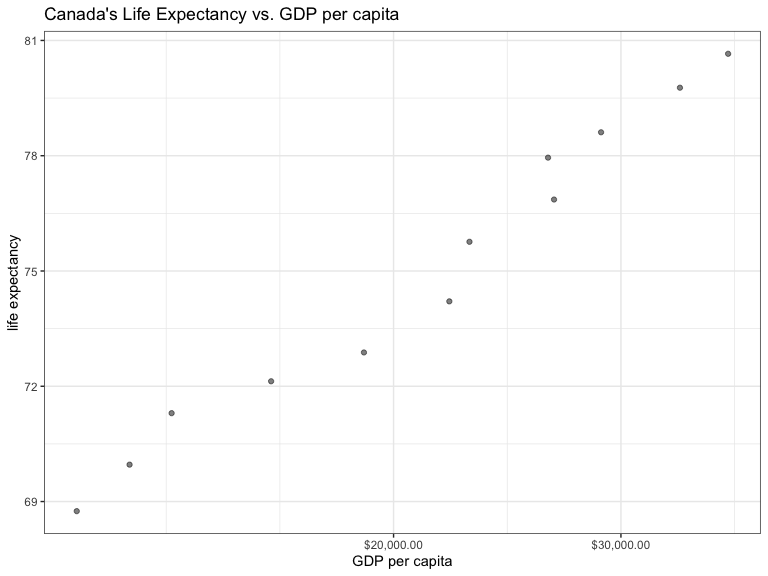 Canada's Life Expectancy vs. GDP per capita
81
78
75
72
69
life expectancy
$20,000.00 $30,000.00
GDP per capita